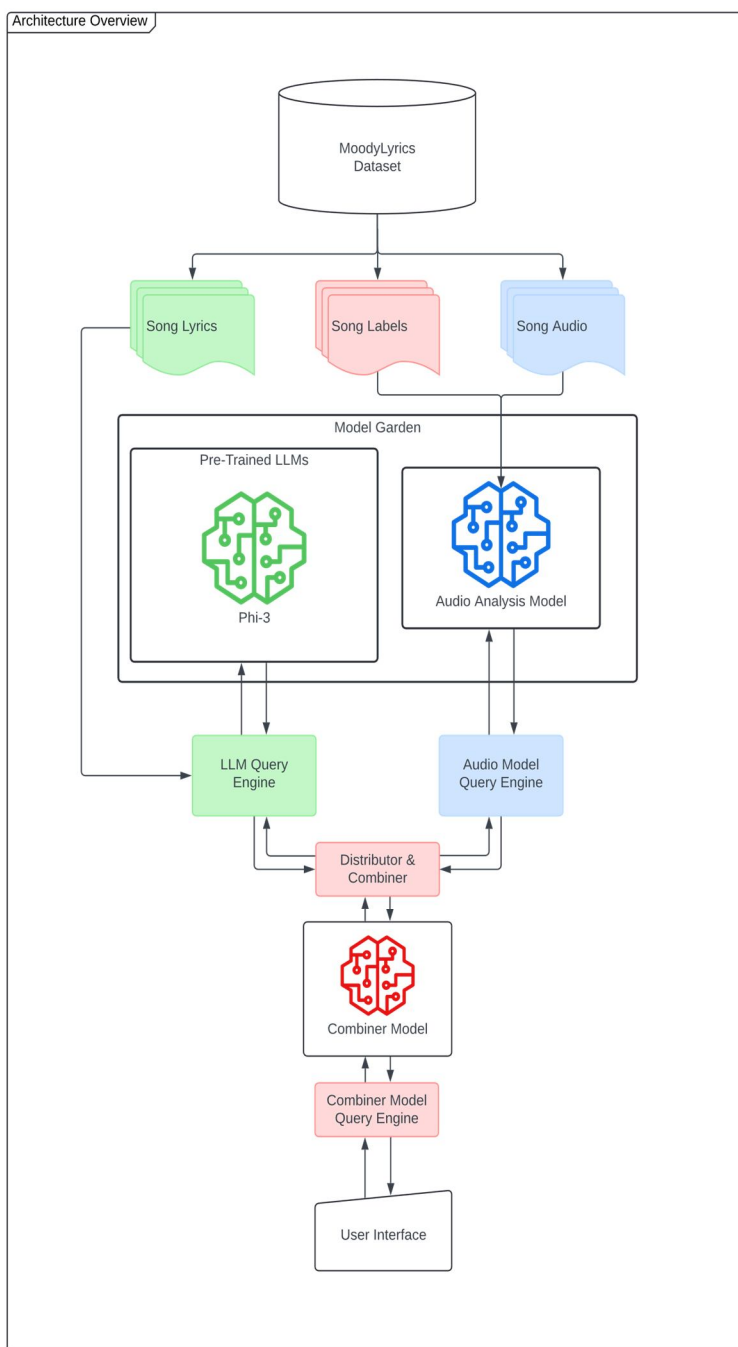 Architecture Overview
MoodyLyrics
Dataset
Song Lyrics
Song Labels
Song Audio
Model Garden
Pre-Trained LLMs
Phi-3
Audio Analysis Model
LLM Query
Engine
Audio Model
Query Engine
Distributor &
Combiner
Combiner Model
Combiner Model
Query Engine
User Interface